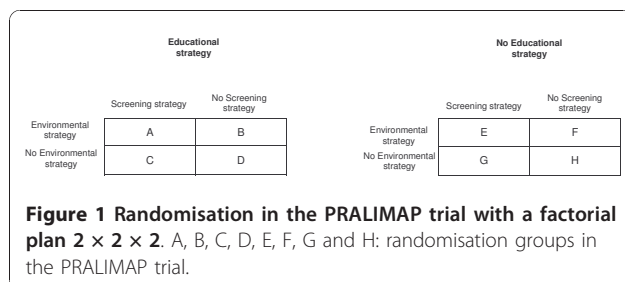 Educational
strategy
No Educational
strategy
Screening strategy
No Screening
strategy
Environmental
strategy
A
B
No Environmental
strategy
C
D
Screening strategy
No Screening
strategy
Environmental
strategy
E
F
No Environmental
strategy
G
H
Figure 1 Randomisation in the PRALIMAP trial with a factorial
plan 2 × 2 × 2. A, B, C, D, E, F, G and H: randomisation groups in
the PRALIMAP trial.